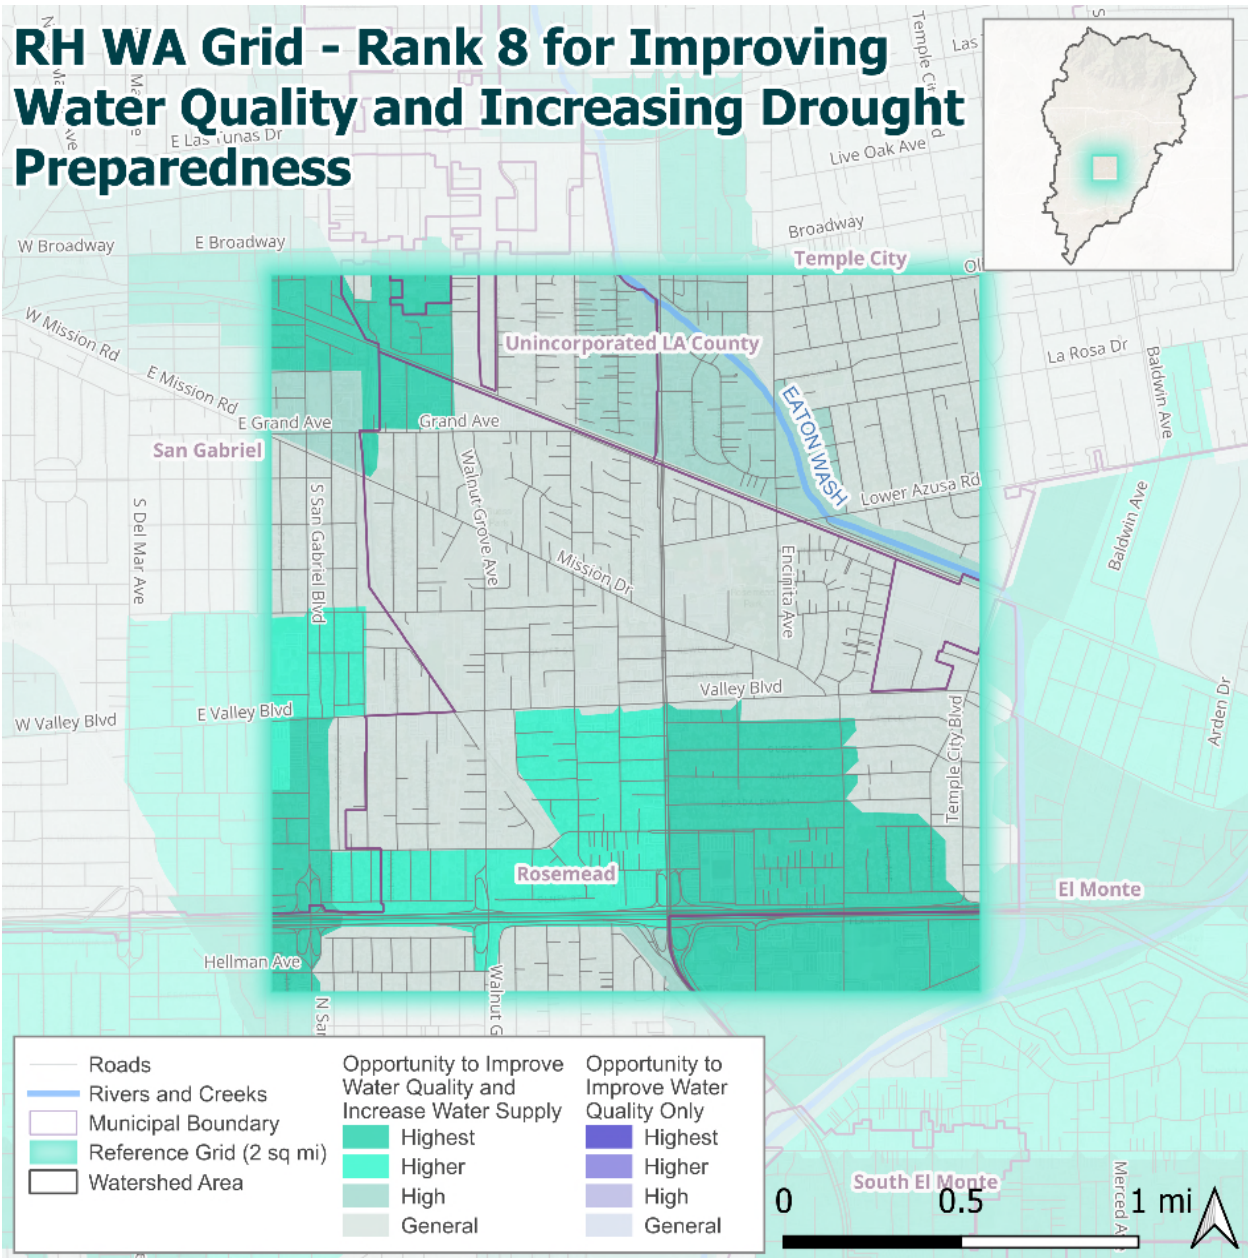 RH WA Grid - Rank 8 for Improving
Water Quality and Increasing Drought
Preparedness
E Las Tunas Dr
Live Oak Ave
W Broadway
E Broadway
Broadway
Temple City
W Mission Rd
E Mission Rd
Unincorporated LA County
La Rosa Dr
Baldwin Ave
E Grand Ave
Grand Ave
San Gabriel
EATON WASH
Lower Azusa Rd
Walnut Grove Ave
S San Gabriel Blvd
S Del Mar Ave
Mission Dr
Encinita Ave
Baldwin Ave
Valley Blvd
W Valley Blvd
E Valley Blvd
Temple City Blvd
Arden Dr
Rosemead
El Monte
Hellman Ave
N Sar
Walnut G
Roads
Rivers and Creeks
Municipal Boundary
Reference Grid (2 sq mi)
Watershed Area
Opportunity to Improve
Water Quality and
Increase Water Supply
Highest
Higher
High
General
Opportunity to
Improve Water
Quality Only
Highest
Higher
High
General
South El Monte
Merced A
0 0.5 1 mi